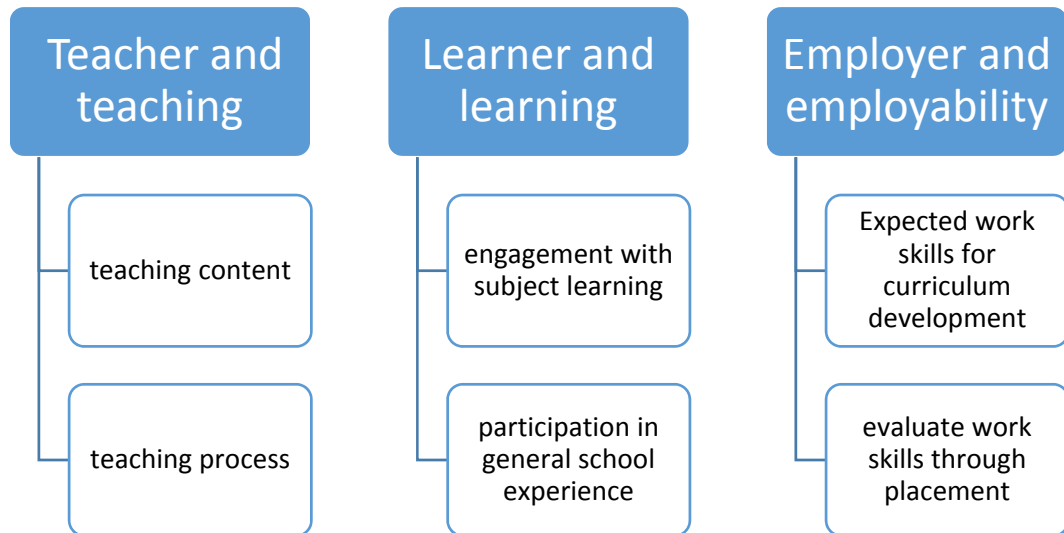 Teacher and
teaching
teaching content
teaching process
Learner and
learning
engagement with
subject learning
participation in
general school
experience
Employer and
employability
Expected work
skills for
curriculum
development
evaluate work
skills through
placement